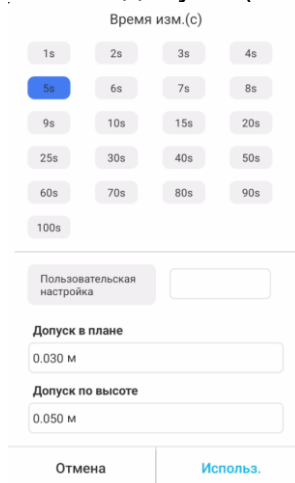 Время изм.(с)
1s 2s 3s 4s
5s 6s 7s 8s
9s 10s 15s 20s
25s 30s 40s 50s
60s 70s 80s 90s
100s
Пользовательская
настройка
Допуск в плане
0.030 м
Допуск по высоте
0.050 м
Отмена Использ.